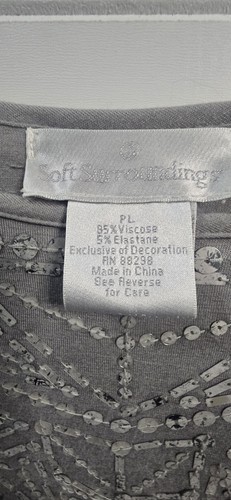 Soft Surroundings
PL
95% Viscose
5% Elastane
Exclusive of Decoration
RN 88298
Made in China
See Reverse
for Care